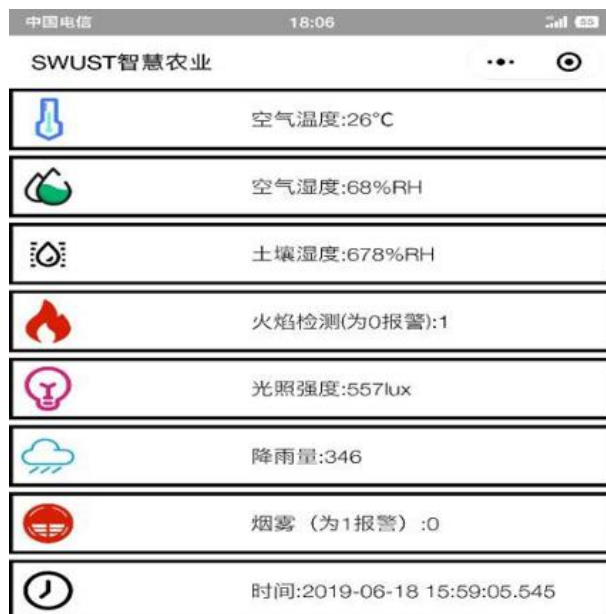 中国电信 18:06 55
SWUST智慧农业
空气温度:26℃
空气湿度:68%RH
土壤湿度:678%RH
火焰检测(为0报警):1
光照强度:557lux
降雨量:346
烟雾（为1报警）:0
时间:2019-06-18 15:59:05.545